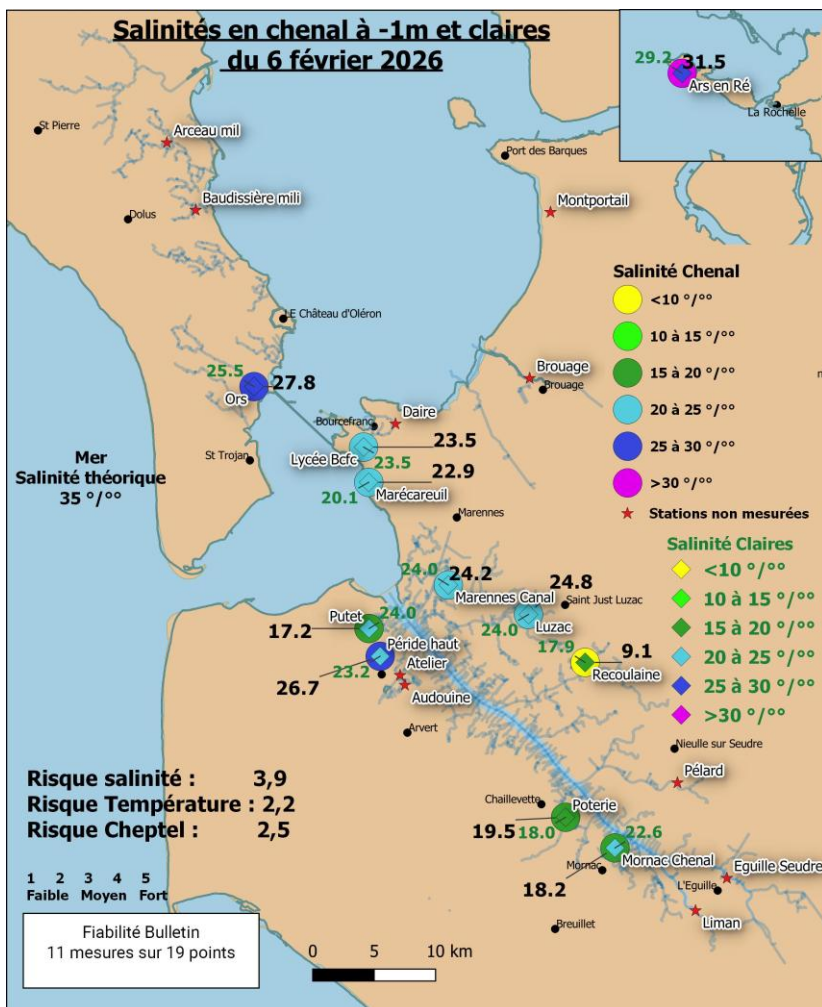 Salinités en chenal à -1m et claires
du 6 février 2026
29.2
31.5
Ars en Ré
La Rochelle
St Pierre
Arceau mil
Port des Barques
Baudissière mili
Dolus
Montportail
Salinité Chenal
<10 °/°°
10 à 15 °/°°
15 à 20 °/°°
20 à 25 °/°°
25 à 30 °/°°
>30 °/°°
Stations non mesurées
LE Château d'Oléron
Brouage
Brouage
25.5
27.8
Ors
Daire
Bourcefranc
23.5
Lycée Bcfc
23.5
St Trojan
Mer
Salinité théorique
35 °/°°
22.9
20.1
Marécareuil
Marennes
Salinité Claires
<10 °/°°
10 à 15 °/°°
15 à 20 °/°°
20 à 25 °/°°
25 à 30 °/°°
>30 °/°°
24.0
24.2
Marennes Canal
24.8
Saint Just Luzac
24.0
Luzac
Putet
24.0
17.2
17.9
9.1
Recoulaine
Péride haut
23.2
26.7
Atelier
Audouine
Arvert
Nieulle sur Seudre
Pélard
Risque salinité : 3,9
Risque Température : 2,2
Risque Cheptel : 2,5
Chaillevette
Poterie
19.5
18.0
22.6
Mornac Chenal
Mornac
18.2
Eguille Seudre
L'Eguille
Liman
Breuillet
1 2 3 4 5
Faible Moyen Fort
Fiabilité Bulletin
11 mesures sur 19 points
0 5 10 km